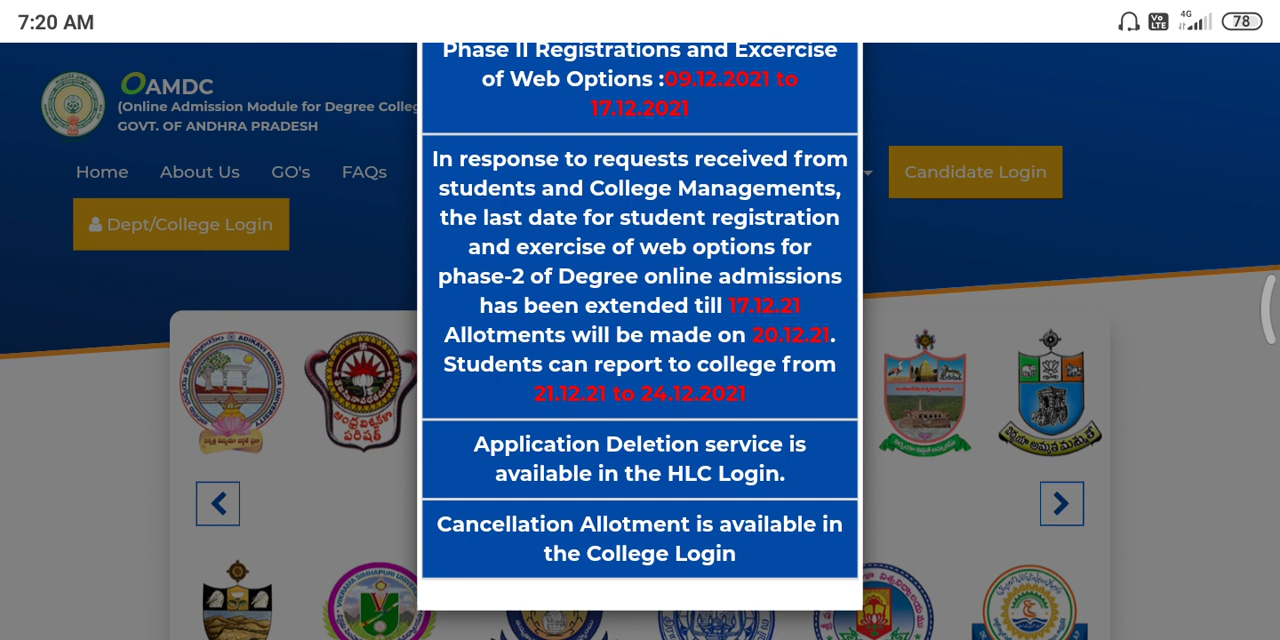 7:20 AM
Vo LTE
4G
78
OAMDC
(Online Admission Module for Degree Colleg
GOVT. OF ANDHRA PRADESH
Home About Us GO's FAQs
Candidate Login
Dept/College Login
Phase II Registrations and Excercise
of Web Options :09.12.2021 to
17.12.2021
In response to requests received from
students and College Managements,
the last date for student registration
and exercise of web options for
phase-2 of Degree online admissions
has been extended till 17.12.21
Allotments will be made on 20.12.21.
Students can report to college from
21.12.21 to 24.12.2021
Application Deletion service is
available in the HLC Login.
Cancellation Allotment is available in
the College Login